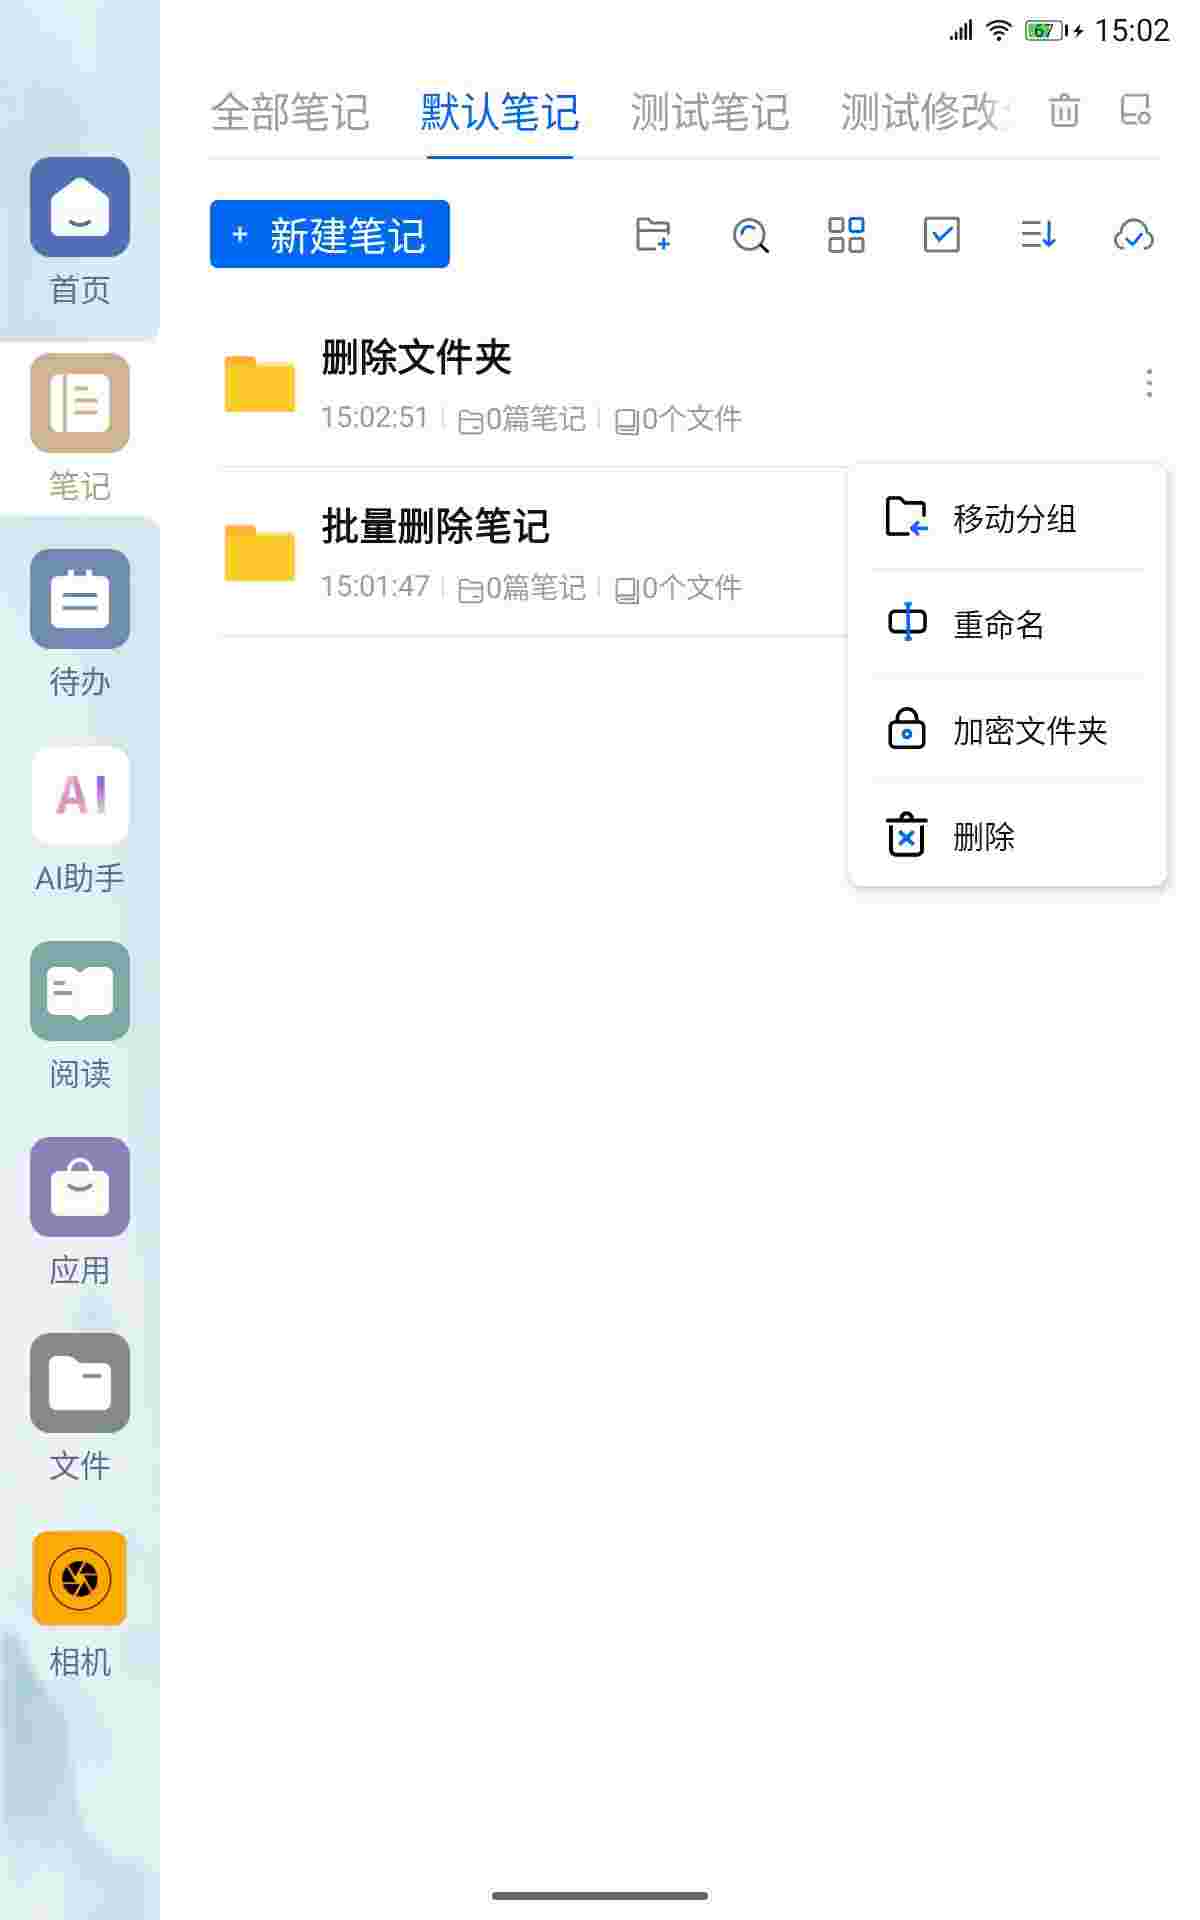 67 15:02
全部笔记 默认笔记 测试笔记 测试修改
+ 新建笔记
首页
笔记
待办
AI
AI助手
阅读
应用
文件
相机
删除文件夹
15:02:51 0篇笔记 0个文件
批量删除笔记
15:01:47 0篇笔记 0个文件
移动分组
重命名
加密文件夹
删除